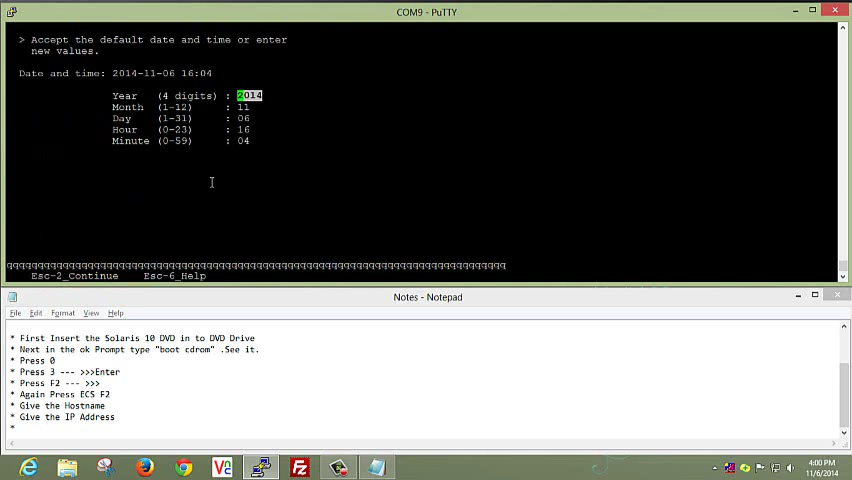 COM9 - PuTTY
> Accept the default date and time or enter
new values.
Date and time: 2014-11-06 16:04
Year (4 digits) : 2014
Month (1-12) : 11
Day (1-31) : 06
Hour (0-23) : 16
Minute (0-59) : 04
qqqqqqqqqqqqqqqqqqqqqqqqqqqqqqqqqqqqqqqqqqqqqqqqqqqqqqqqqqqqqqqqqqqqqqqqqqqqqqqq
Esc-2_Continue Esc-6_Help
Notes - Notepad
File Edit Format View Help
* First Insert the Solaris 10 DVD in to DVD Drive
* Next in the ok Prompt type "boot cdrom" .See it.
* Press 0
* Press 3 --- >>>Enter
* Press F2 --- >>>
* Again Press ECS F2
* Give the Hostname
* Give the IP Address
*
4:00 PM
11/6/2014